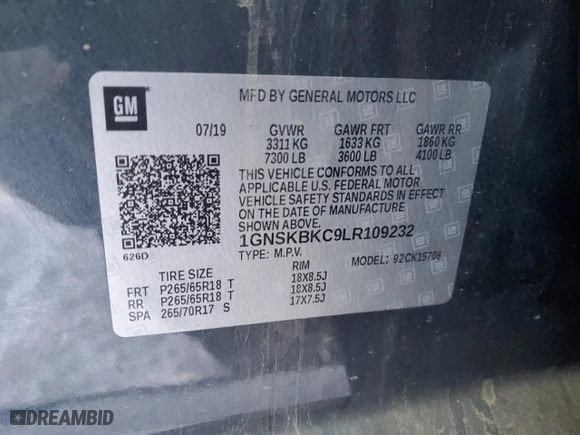 GM
MFD BY GENERAL MOTORS LLC
07/19 GVWR GAWR FRT GAWR RR
3311 KG 1633 KG 1860 KG
7300 LB 3600 LB 4100 LB
THIS VEHICLE CONFORMS TO ALL
APPLICABLE U.S. FEDERAL MOTOR
VEHICLE SAFETY STANDARDS IN EFFECT ON
THE DATE OF MANUFACTURE
SHOWN ABOVE.
1GNSKBKC9LR109232
TYPE: M.P.V.
626D
MODEL: 92CK15706
TIRE SIZE RIM
FRT P265/65R18 T 18X8.5J
RR P265/65R18 T 18X8.5J
SPA 265/70R17 S 17X7.5J
DREAMBID